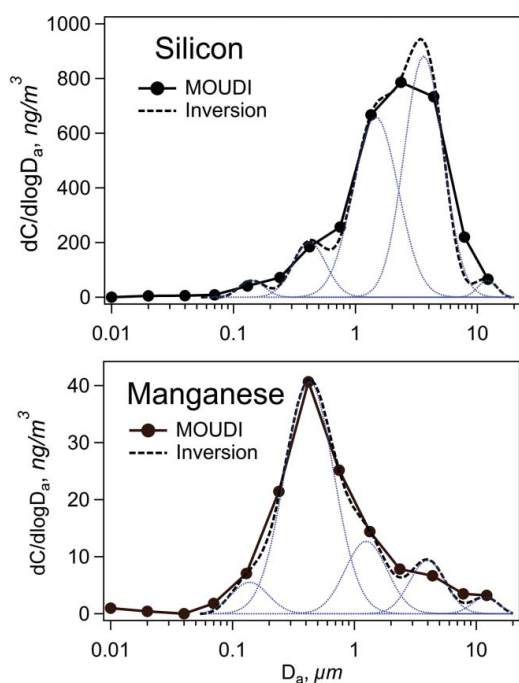 Silicon
MOUDI
Inversion
dC/dlogDa, ng/m3
1000
800
600
400
200
0
0.01
0.1
1
10
Manganese
MOUDI
Inversion
dC/dlogDa, ng/m3
40
30
20
10
0
0.01
0.1
1
10
Da, μm